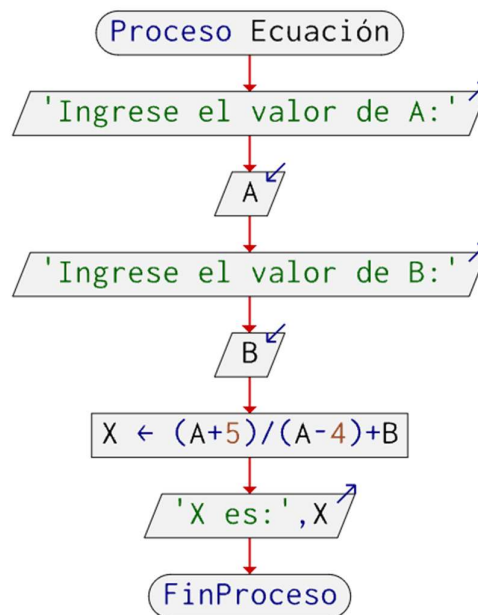 Proceso Ecuación
'Ingrese el valor de A:'
A
'Ingrese el valor de B:'
B
X ← (A+5)/(A-4)+B
'X es:',X
FinProceso